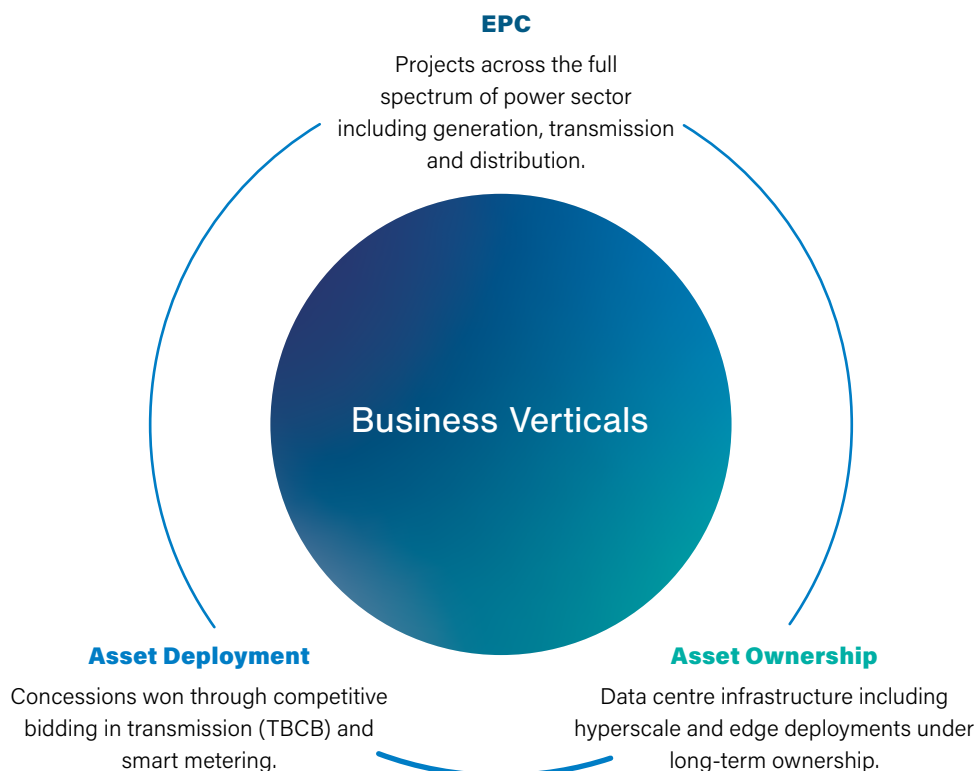 EPC
Projects across the full
spectrum of power sector
including generation, transmission
and distribution.
Business Verticals
Asset Deployment
Concessions won through competitive
bidding in transmission (TBCB) and
smart metering.
Asset Ownership
Data centre infrastructure including
hyperscale and edge deployments under
long-term ownership.